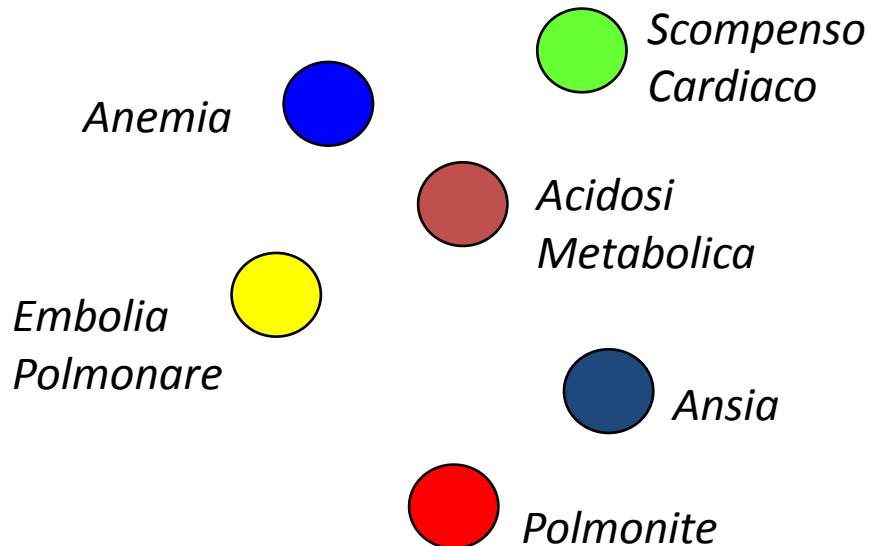 Scompenso
Cardiaco
Anemia
Acidosi
Metabolica
Embolia
Polmonare
Ansia
Polmonite